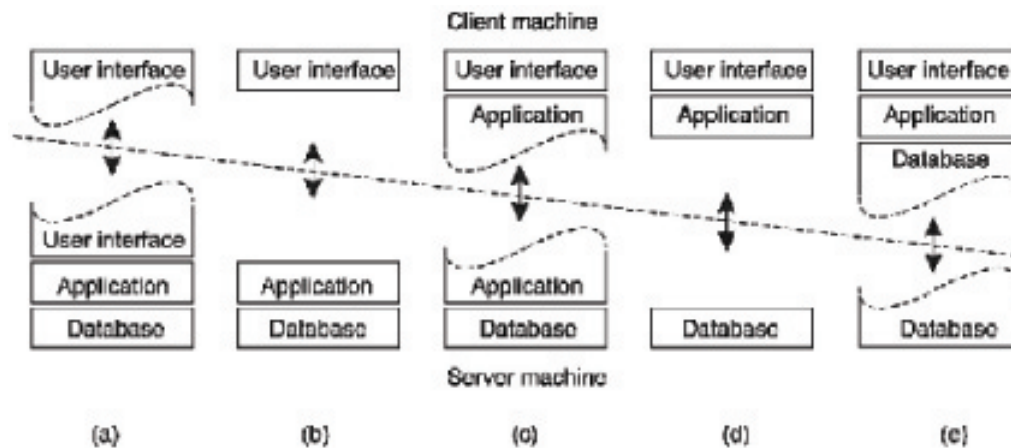 Client machine
User interface User interface User interface User interface User interface
Application Application Application
Database
User interface
Application Application Application
Database Database Database Database Database
Server machine
(a) (b) (c) (d) (e)